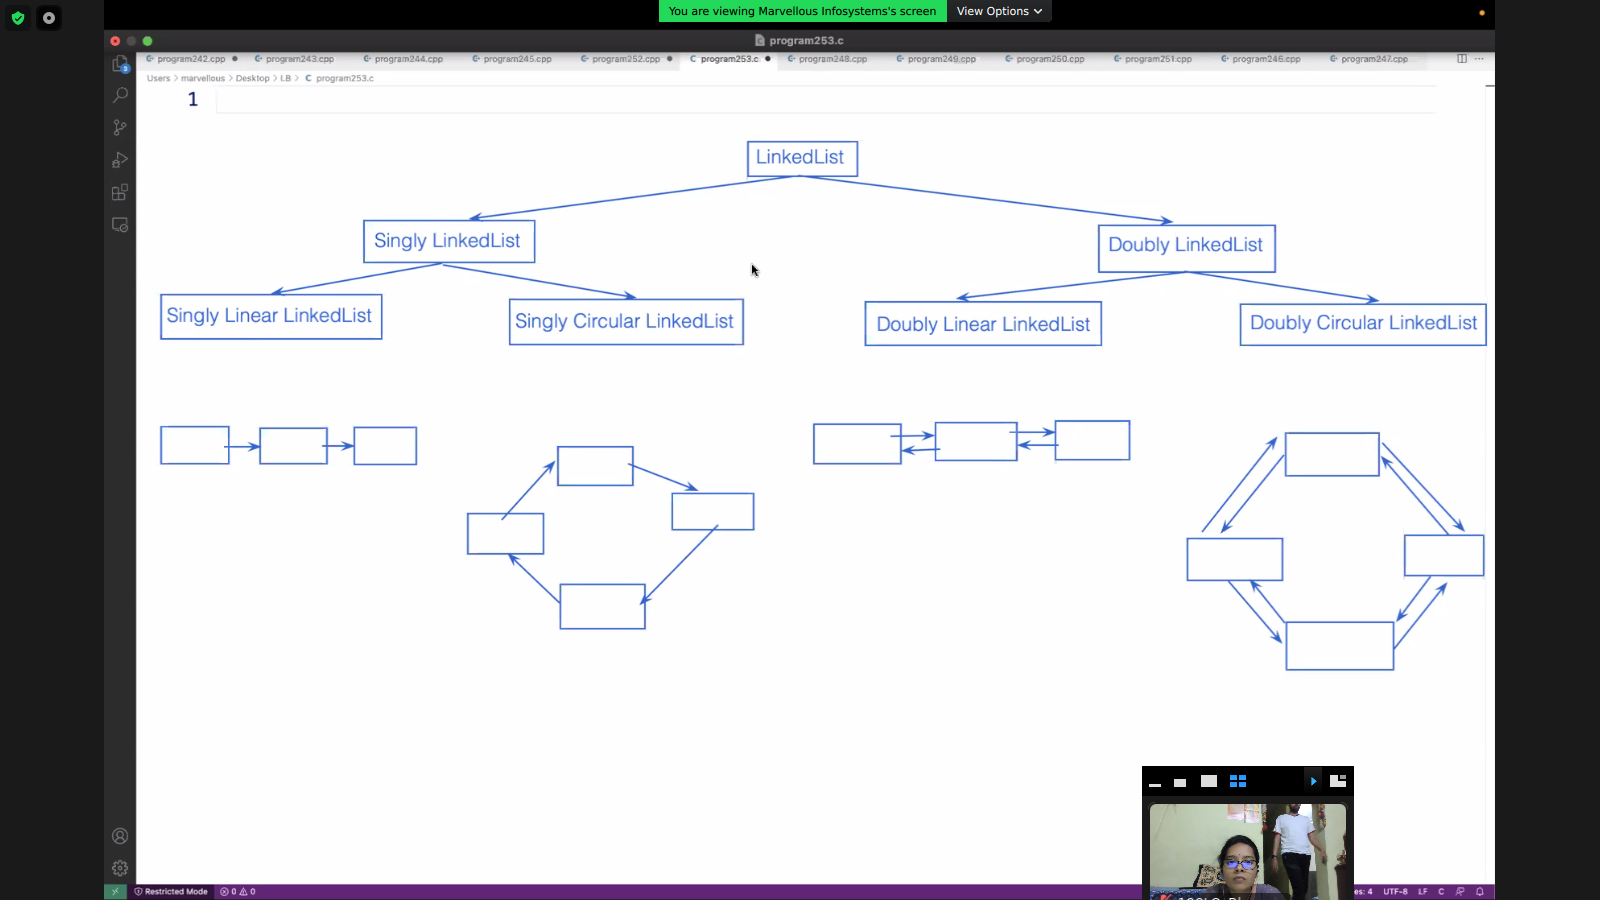 You are viewing Marvellous Infosystems's screen View Options
program253.c
program242.cpp program243.cpp program244.cpp program245.cpp program252.cpp program253.c program248.cpp program249.cpp program250.cpp program251.cpp program246.cpp program247.cpp
Users > marvellous > Desktop > LB > C program253.c
1
LinkedList
Singly LinkedList
Doubly LinkedList
Singly Linear LinkedList
Singly Circular LinkedList
Doubly Linear LinkedList
Doubly Circular LinkedList
Restricted Mode 0 0
es: 4 UTF-8 LF C